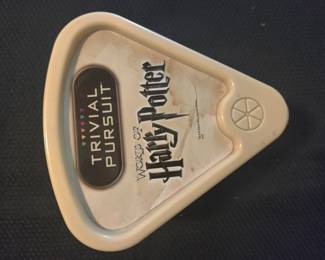 TRIVIAL
PURSUIT
WORLD OF
Harry Potter